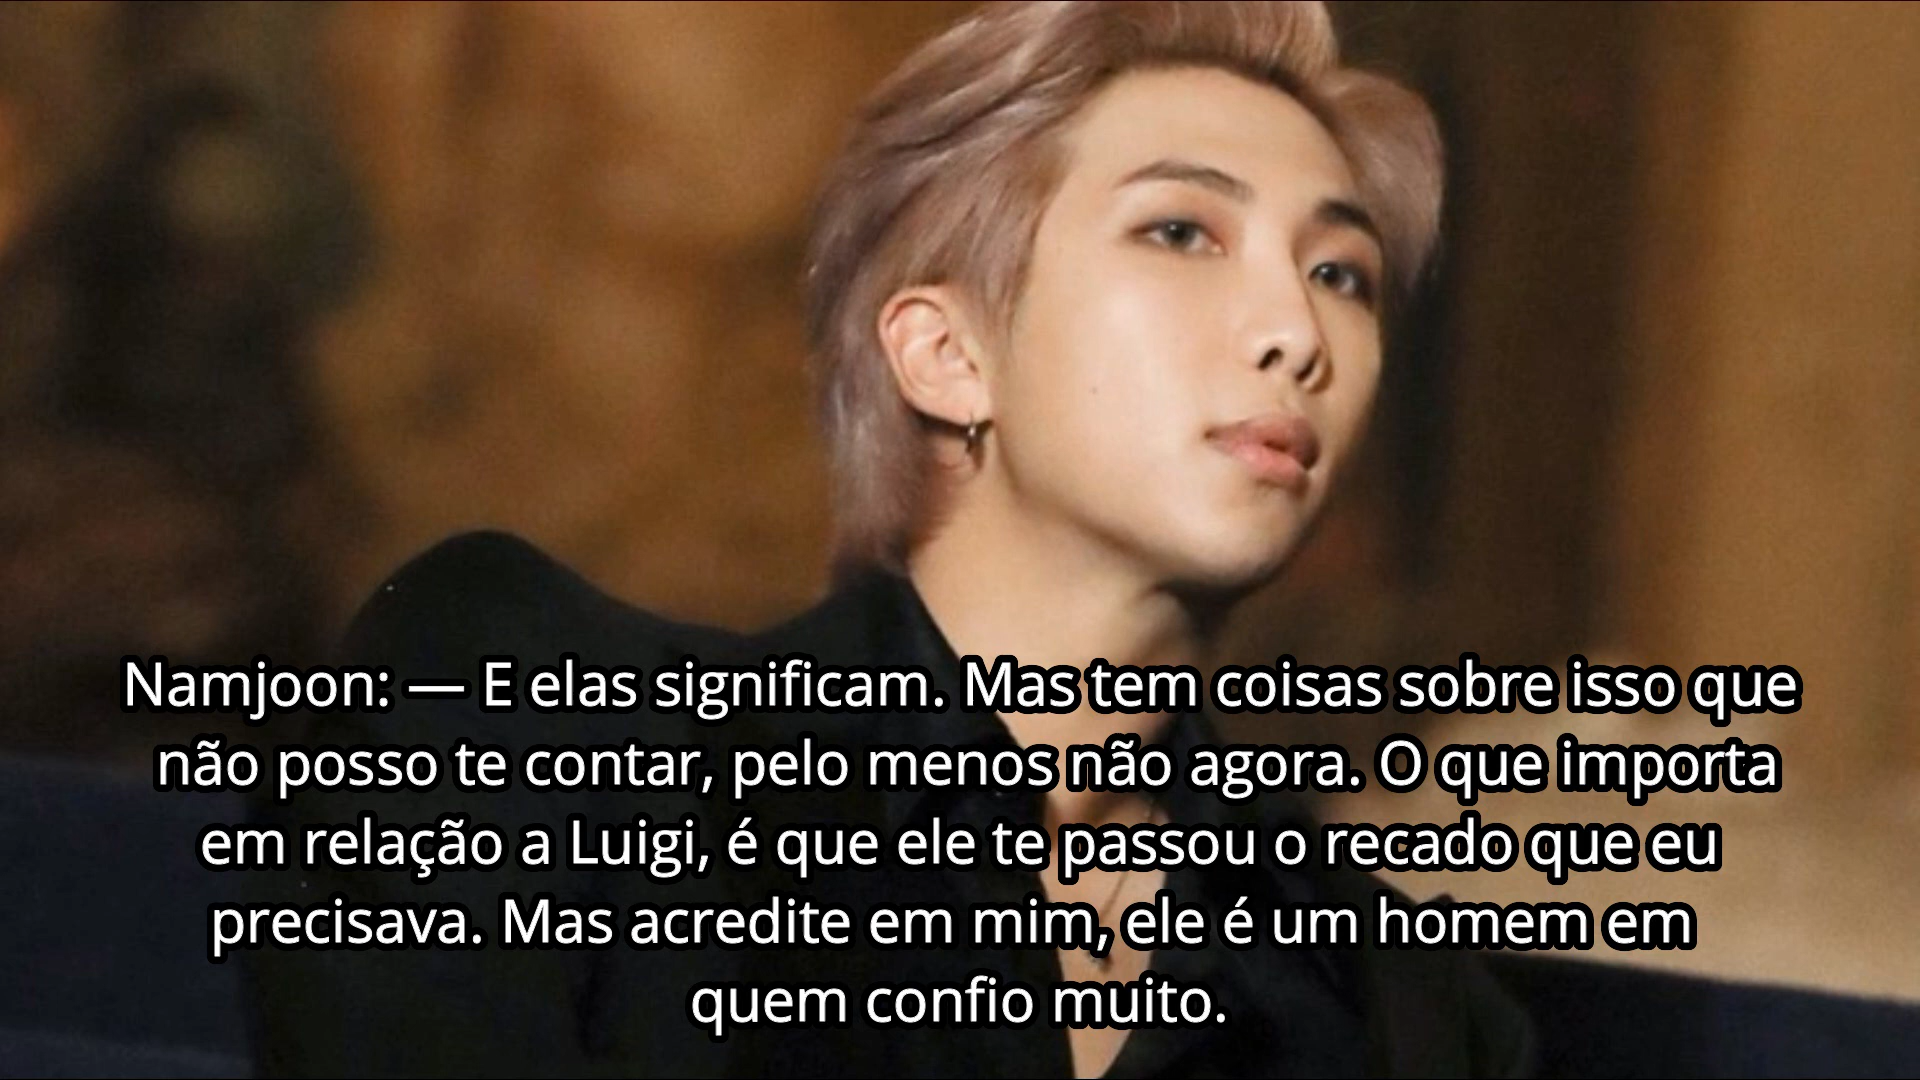 Namjoon: — E elas significam. Mas tem coisas sobre isso que
não posso te contar, pelo menos não agora. O que importa
em relação a Luigi, é que ele te passou o recado que eu
precisava. Mas acredite em mim, ele é um homem em
quem confio muito.